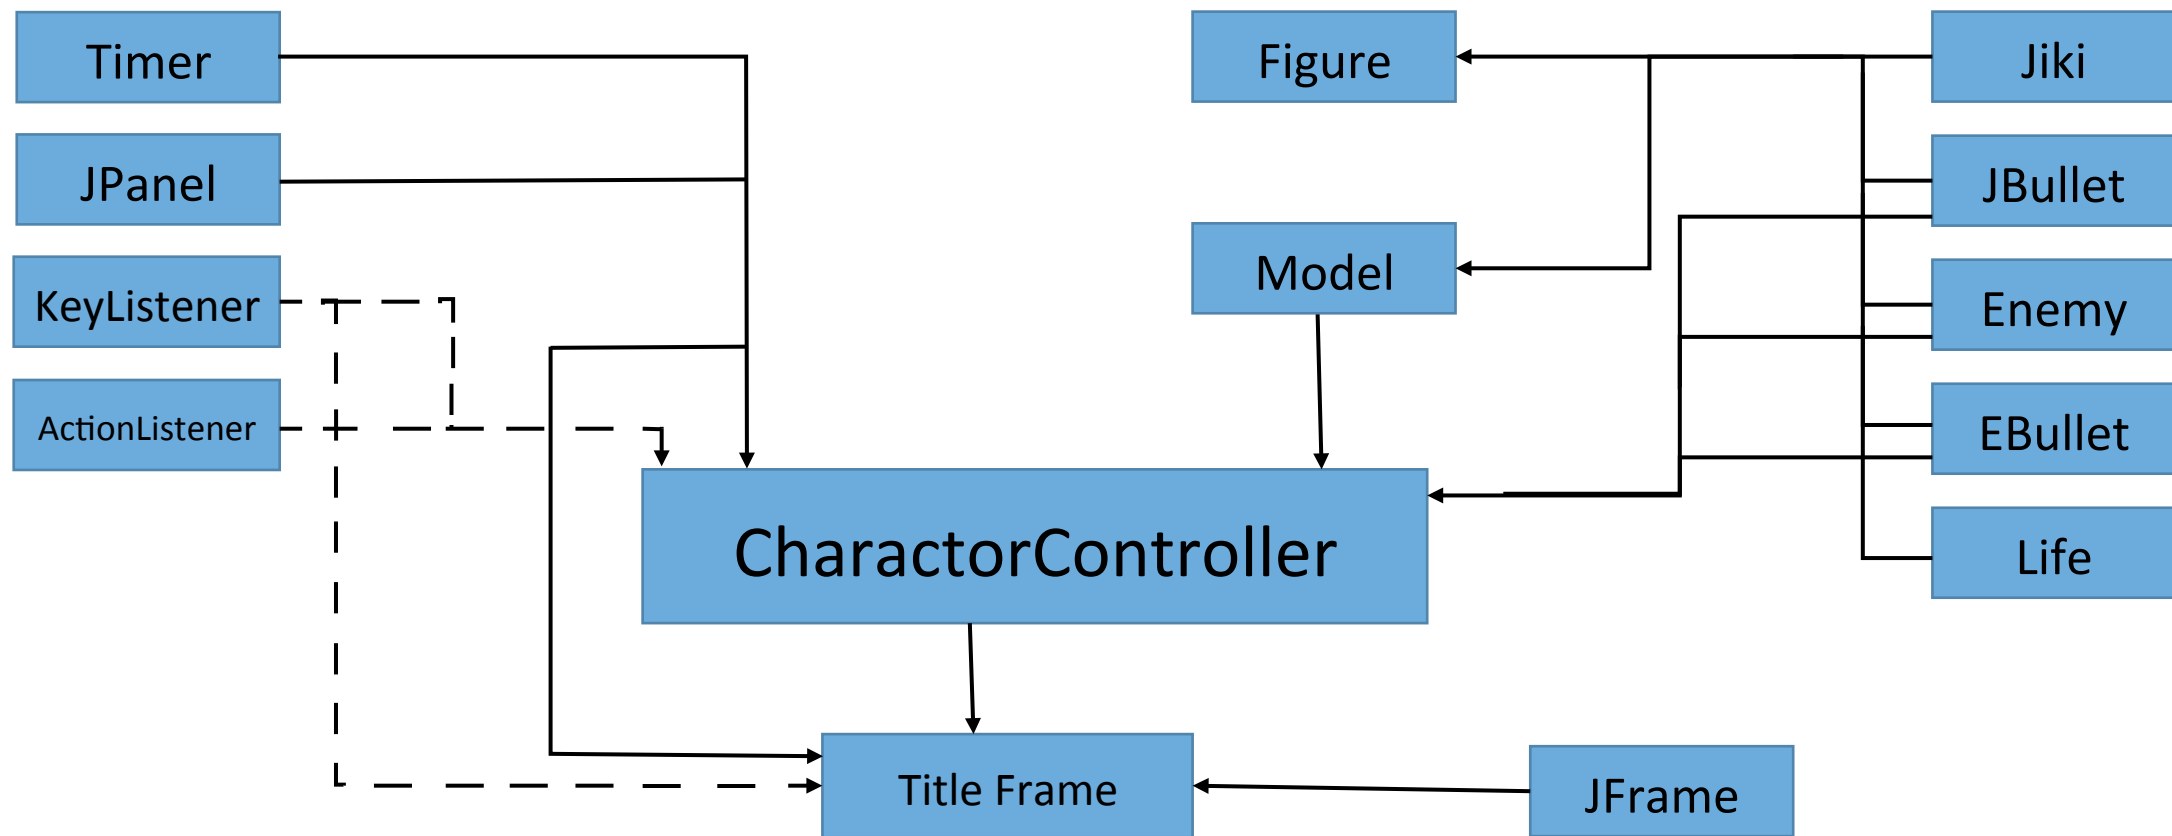 Timer
Figure
Jiki
JPanel
JBullet
Model
KeyListener
Enemy
ActionListener
EBullet
CharactorController
Life
Title Frame
JFrame